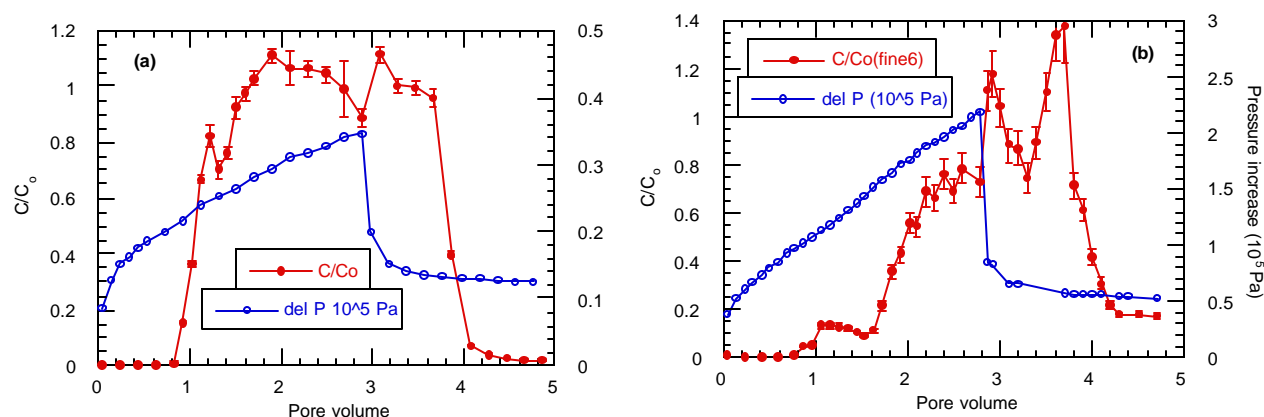 (a)
1.2
1
0.8
0.6
0.4
0.2
0
C/Co
0.5
0.4
0.3
0.2
0.1
0
C/Co
del P 10^5 Pa
0 1 2 3 4 5
Pore volume
(b)
1.4
1.2
1
0.8
0.6
0.4
0.2
0
C/Co
3
2.5
2
1.5
1
0.5
0
Pressure increase (10^5 Pa)
C/Co(fine6)
del P (10^5 Pa)
0 1 2 3 4 5
Pore volume